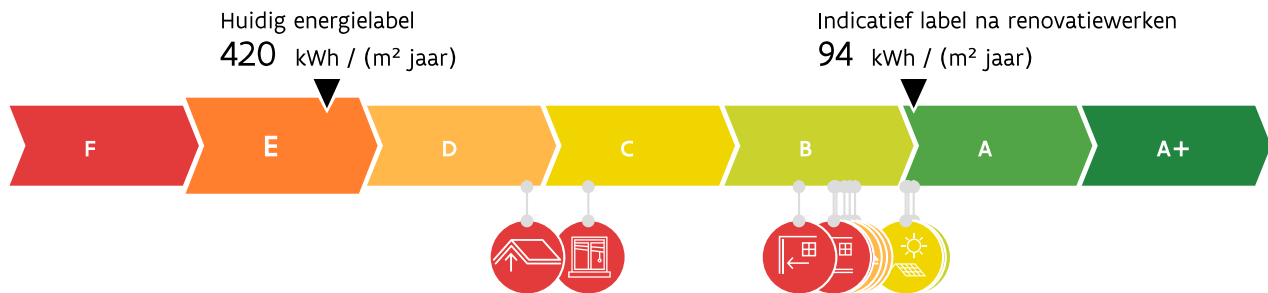 Huidig energielabel
420 kWh / (m² jaar)
Indicatief label na renovatiewerken
94 kWh / (m² jaar)
F E D C B A A+